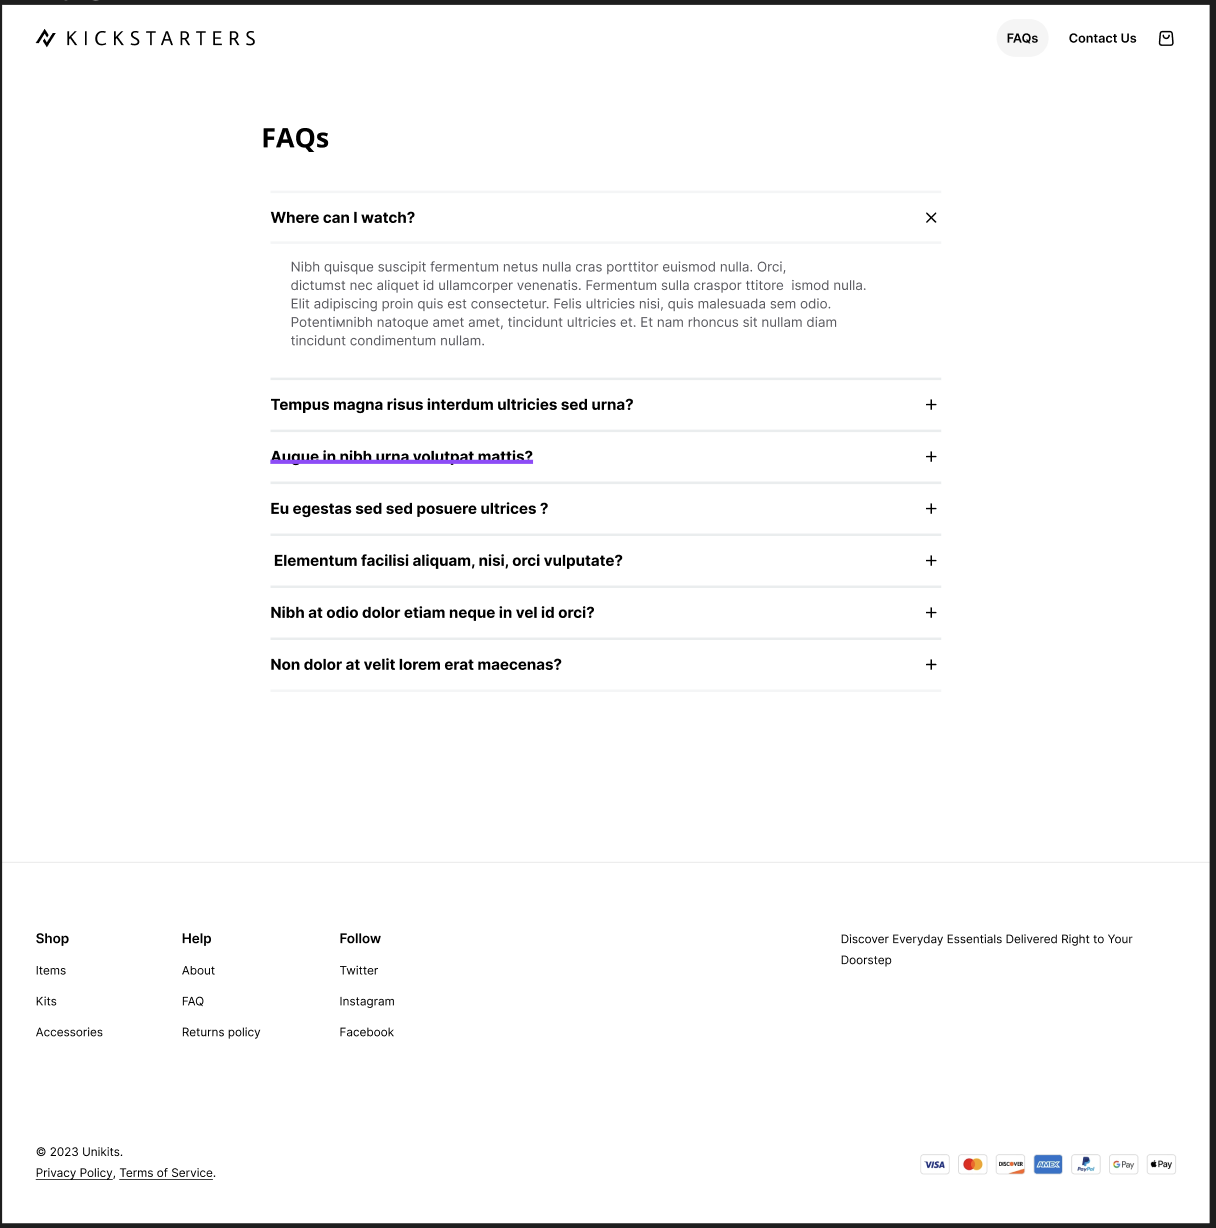 KICKSTARTERS
FAQs
Contact Us
FAQs
Where can I watch?
Nibh quisque suscipit fermentum netus nulla cras porttitor euismod nulla. Orci,
dictumst nec aliquet id ullamcorper venenatis. Fermentum sulla craspor ttitore  ismod nulla.
Elit adipiscing proin quis est consectetur. Felis ultricies nisi, quis malesuada sem odio.
Potentiмnibh natoque amet amet, tincidunt ultricies et. Et nam rhoncus sit nullam diam
tincidunt condimentum nullam.
Tempus magna risus interdum ultricies sed urna?
Augue in nibh urna volutpat mattis?
Eu egestas sed sed posuere ultrices ?
Elementum facilisi aliquam, nisi, orci vulputate?
Nibh at odio dolor etiam neque in vel id orci?
Non dolor at velit lorem erat maecenas?
Shop
Items
Kits
Accessories
Help
About
FAQ
Returns policy
Follow
Twitter
Instagram
Facebook
Discover Everyday Essentials Delivered Right to Your
Doorstep
© 2023 Unikits.
Privacy Policy, Terms of Service.
VISA
DISCOVER
AMEX
PayPal
G Pay
Pay